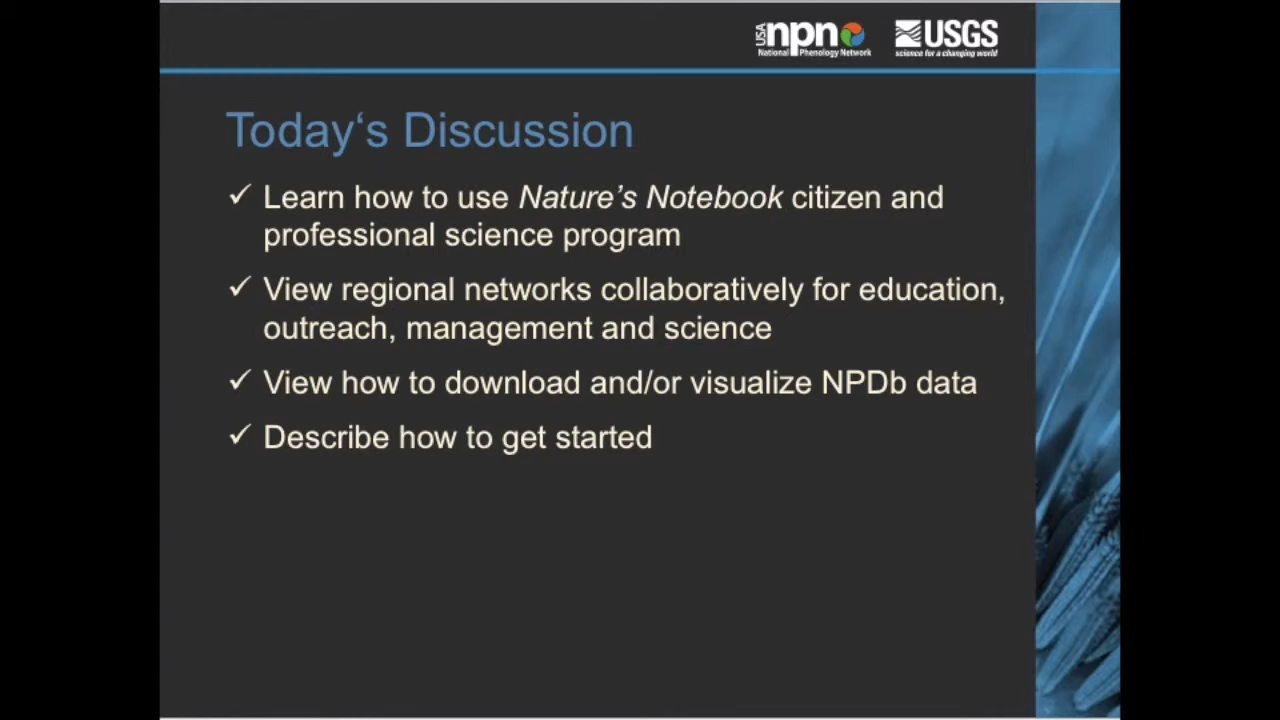 USA npn
National Phenology Network
USGS
science for a changing world
Today‘s Discussion
✓ Learn how to use Nature’s Notebook citizen and
professional science program
✓ View regional networks collaboratively for education,
outreach, management and science
✓ View how to download and/or visualize NPDb data
✓ Describe how to get started